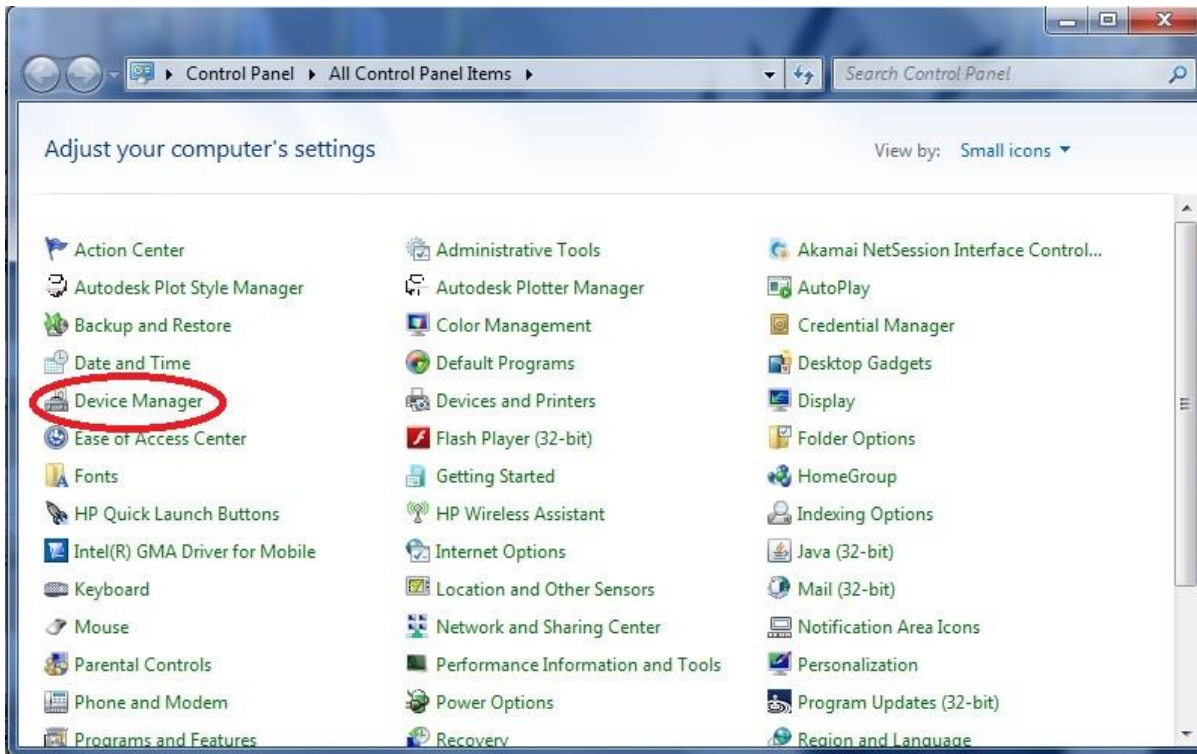 Control Panel ▸ All Control Panel Items ▸
Search Control Panel
Adjust your computer's settings
View by: Small icons
Action Center Administrative Tools Akamai NetSession Interface Control...
Autodesk Plot Style Manager Autodesk Plotter Manager AutoPlay
Backup and Restore Color Management Credential Manager
Date and Time Default Programs Desktop Gadgets
Device Manager Devices and Printers Display
Ease of Access Center Flash Player (32-bit) Folder Options
Fonts Getting Started HomeGroup
HP Quick Launch Buttons HP Wireless Assistant Indexing Options
Intel(R) GMA Driver for Mobile Internet Options Java (32-bit)
Keyboard Location and Other Sensors Mail (32-bit)
Mouse Network and Sharing Center Notification Area Icons
Parental Controls Performance Information and Tools Personalization
Phone and Modem Power Options Program Updates (32-bit)
Programs and Features Recovery Region and Language